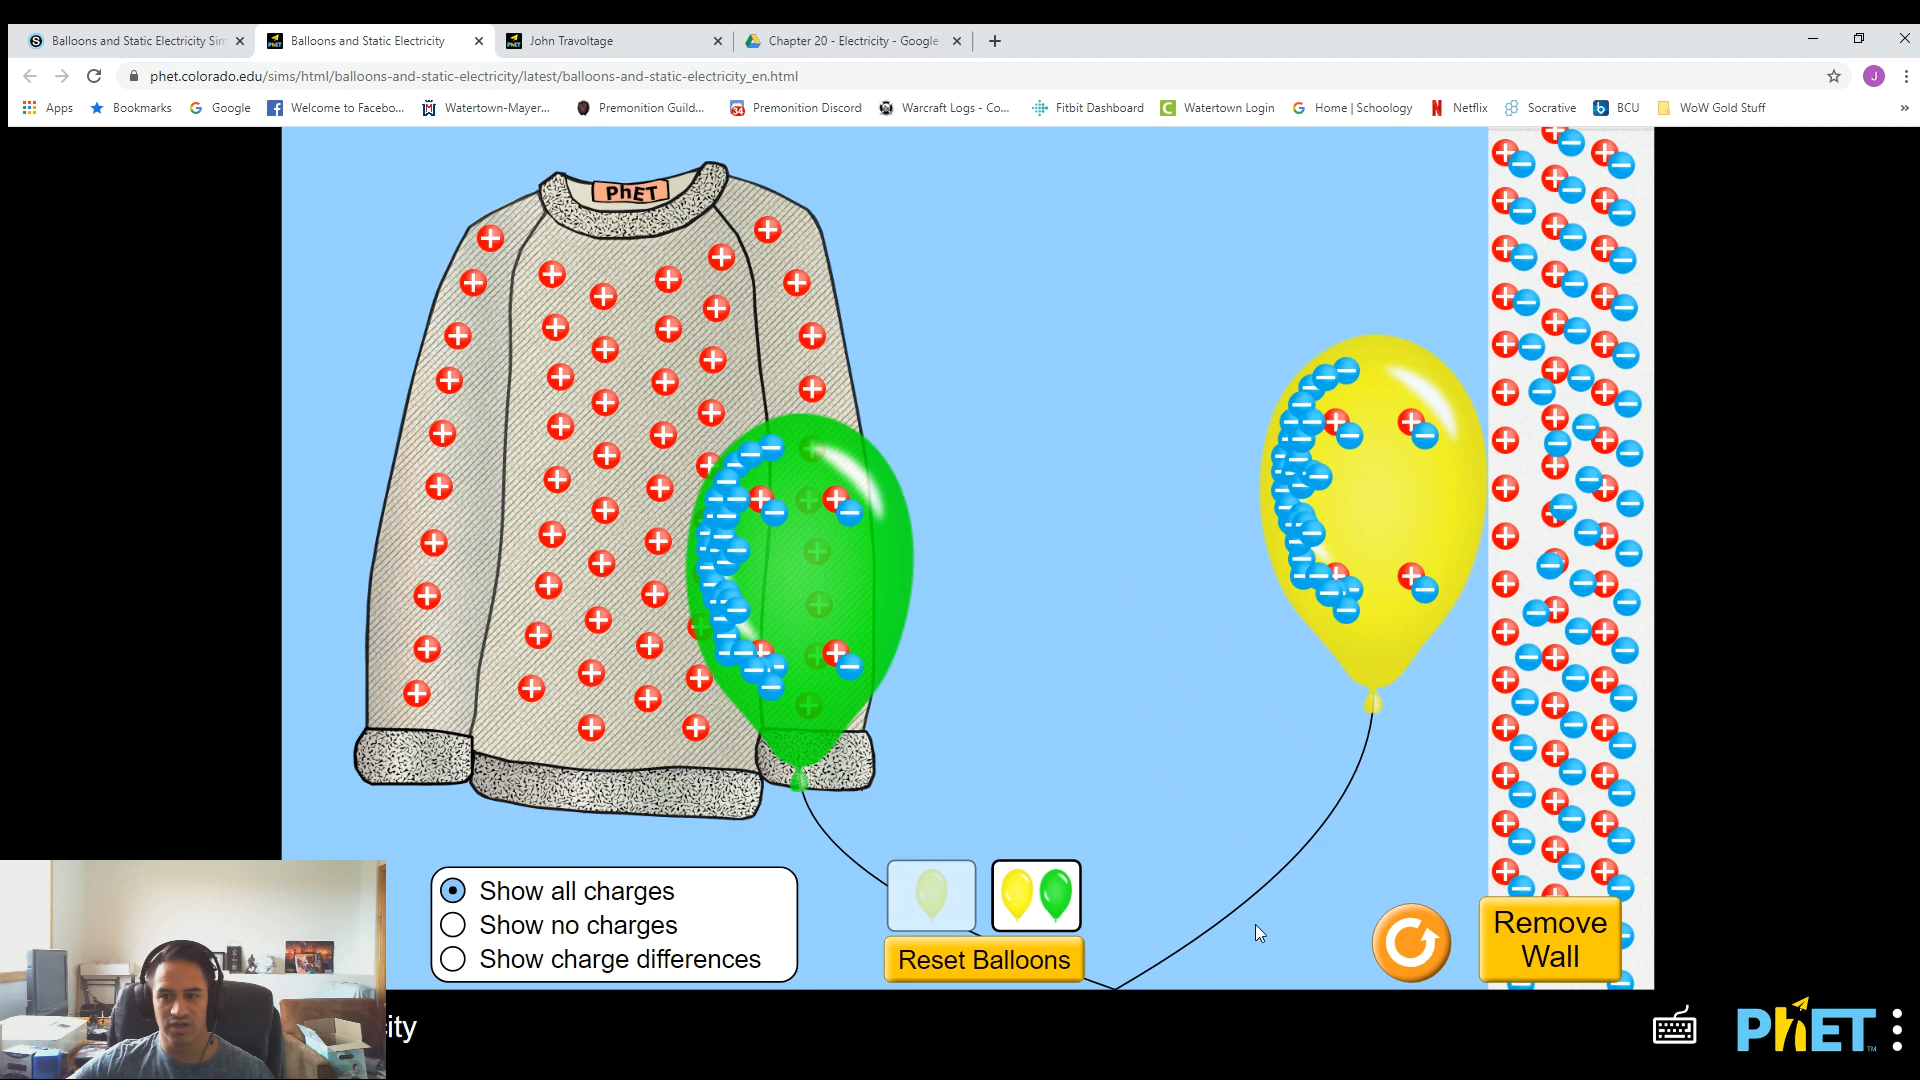 Balloons and Static Electricity Sim
Balloons and Static Electricity
John Travoltage
Chapter 20 - Electricity - Google
phet.colorado.edu/sims/html/balloons-and-static-electricity/latest/balloons-and-static-electricity_en.html
J
Apps
Bookmarks
Google
Welcome to Facebo...
Watertown-Mayer...
Premonition Guild...
Premonition Discord
Warcraft Logs - Co...
Fitbit Dashboard
Watertown Login
Home | Schoology
Netflix
Socrative
BCU
WoW Gold Stuff
PhET
Show all charges
Show no charges
Show charge differences
Reset Balloons
Remove
Wall
ity
PhET